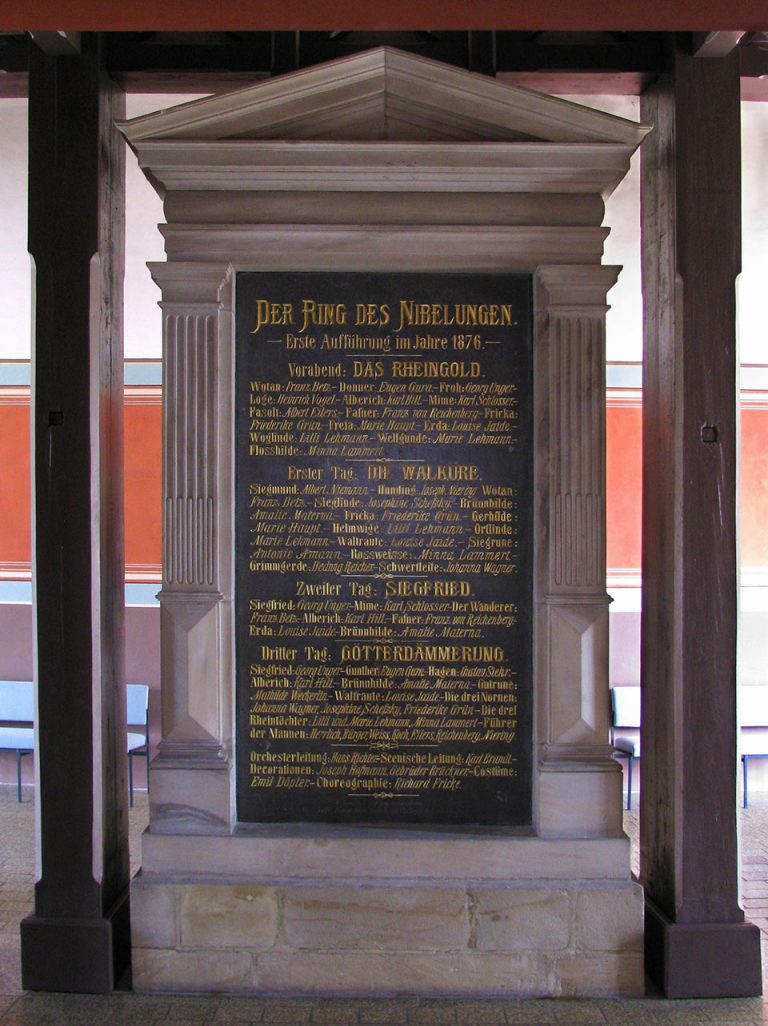 DER RING DES NIBELUNGEN.
Erste Aufführung im Jahre 1876.
Vorabend: DAS RHEINGOLD.
Wotan: Franz Betz. Donner: Eugen Gura. Froh: Georg Unger.
Loge: Heinrich Vogel. Alberich: Karl Hill. Mime: Karl Schlosser.
Fasolt: Albert Eilers. Fafner: Franz von Reichenberg. Fricka:
Friederike Grün. Freia: Marie Haupt. Erda: Louise Jaide.
Woglinde: Lilli Lehmann. Wellgunde: Marie Lehmann.
Flosshilde: Minna Lammert.
Erster Tag: DIE WALKÜRE.
Siegmund: Albert Niemann. Hunding: Joseph Niering. Wotan:
Franz Betz. Sieglinde: Josephine Schefsky. Brünnhilde:
Amalie Materna. Fricka: Friederike Grün. Gerhilde:
Marie Haupt. Helmwige: Lilli Lehmann. Ortlinde:
Marie Lehmann. Waltraute: Louise Jaide. Siegrune:
Antonie Amann. Rossweisse: Minna Lammert.
Grimmgerde: Hedwig Reicher. Schwertleite: Johanna Wagner.
Zweiter Tag: SIEGFRIED.
Siegfried: Georg Unger. Mime: Karl Schlosser. Der Wanderer:
Franz Betz. Alberich: Karl Hill. Fafner: Franz von Reichenberg.
Erda: Louise Jaide. Brünnhilde: Amalie Materna.
Dritter Tag: GÖTTERDÄMMERUNG.
Siegfried: Georg Unger. Gunther: Eugen Gura. Hagen: Gustav Siehr.
Alberich: Karl Hill. Brünnhilde: Amalie Materna. Gutrune:
Mathilde Weckerlin. Waltraute: Louise Jaide. Die drei Nornen:
Johanna Wagner, Josephine Schefsky, Friederike Grün. Die drei
Rheintöchter: Lilli und Marie Lehmann, Minna Lammert. Führer
der Mannen: Herrlich, Bürger, Weiss, Koch, Eilers, Reichenberg, Niering.
Orchesterleitung: Hans Richter. Scenische Leitung: Karl Brandt.
Decorationen: Joseph Hofmann, Gebrüder Brückner. Costüme:
Emil Döpler. Choreographie: Richard Fricke.